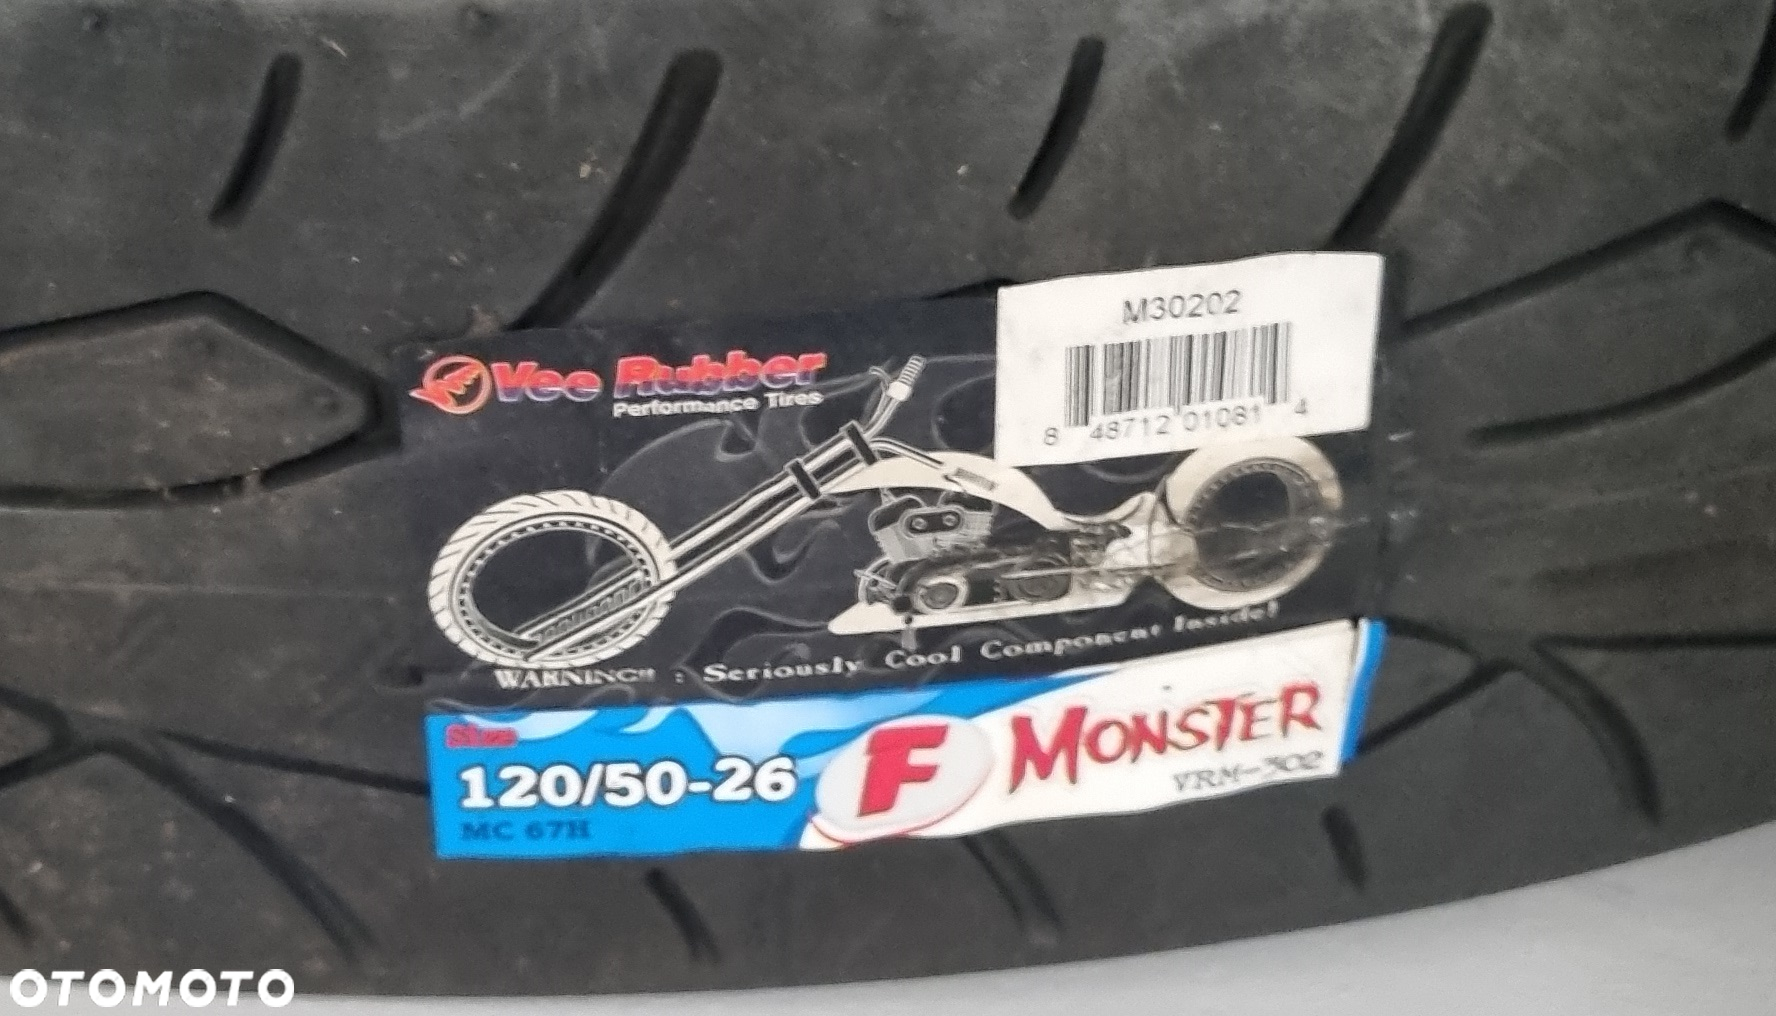 M30202
8 48712 01081 4
Vee Rubber
Performance Tires
WARNING!! : Seriously Cool Component Inside!
Size
120/50-26
MC 67H
F
MONSTER
VRM-302
OTOMOTO